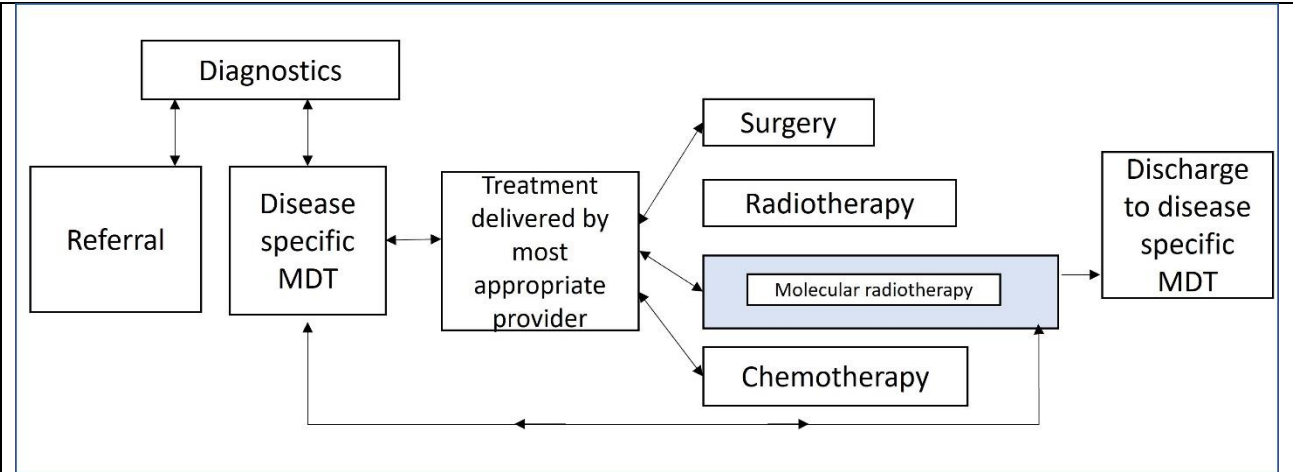 Diagnostics
Referral
Disease
specific
MDT
Treatment
delivered by
most
appropriate
provider
Surgery
Radiotherapy
Molecular radiotherapy
Chemotherapy
Discharge
to disease
specific
MDT